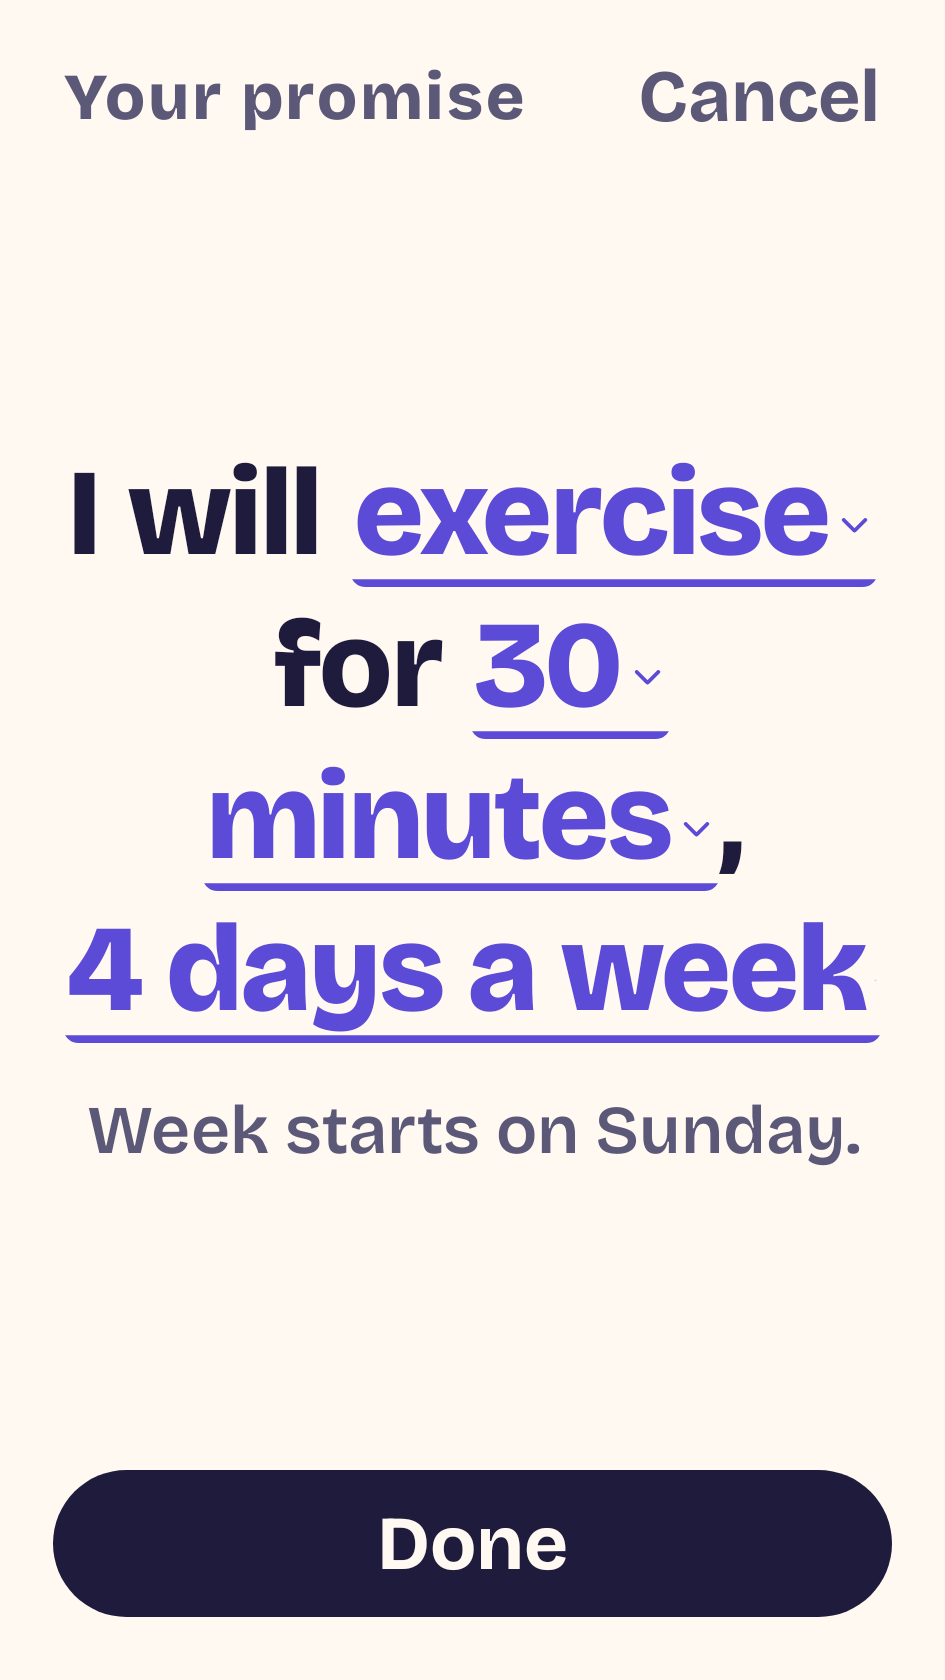 Your promise Cancel
I will exercise
for 30
minutes,
4 days a week
Week starts on Sunday.
Done